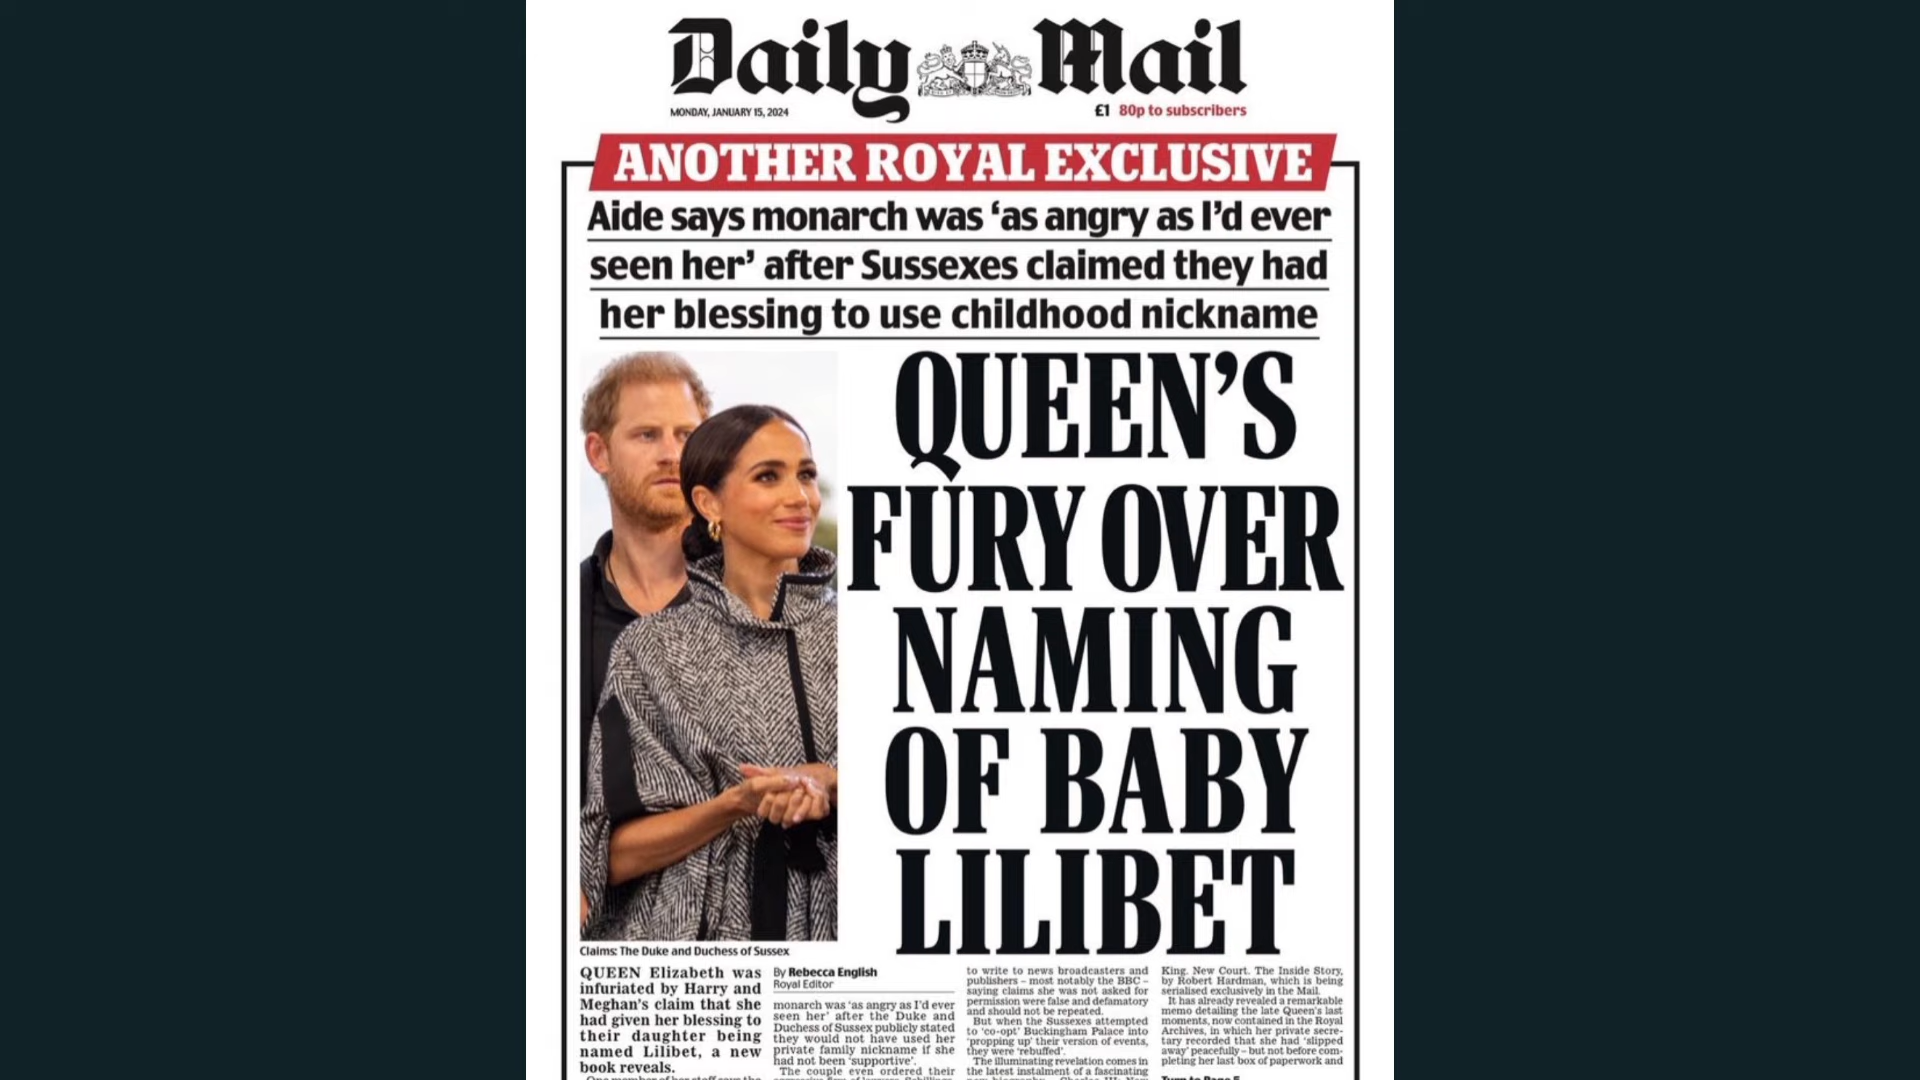 Daily Mail
MONDAY, JANUARY 15, 2024
£1 80p to subscribers
ANOTHER ROYAL EXCLUSIVE
Aide says monarch was ‘as angry as I’d ever
seen her’ after Sussexes claimed they had
her blessing to use childhood nickname
QUEEN’S
FURY OVER
NAMING
OF BABY
LILIBET
Claims: The Duke and Duchess of Sussex
QUEEN Elizabeth was
infuriated by Harry and
Meghan’s claim that she
had given her blessing to
their daughter being
named Lilibet, a new
book reveals.
By Rebecca English
Royal Editor
monarch was ‘as angry as I’d ever
seen her’ after the Duke and
Duchess of Sussex publicly stated
they would not have used her
private family nickname if she
had not been ‘supportive’.
The couple even ordered their
to write to news broadcasters and
publishers – most notably the BBC –
saying claims she was not asked for
permission were false and defamatory
and should not be repeated.
But when the Sussexes attempted
to ‘co-opt’ Buckingham Palace into
‘propping up’ their version of events,
they were ‘rebuffed’.
The illuminating revelation comes in
the latest instalment of a fascinating
King. New Court. The Inside Story,
by Robert Hardman, which is being
serialised exclusively in the Mail.
It has already revealed a remarkable
memo detailing the late Queen’s last
moments, now contained in the Royal
Archives, in which her private secre-
tary recorded that she had ‘slipped
away’ peacefully – but not before com-
pleting her last box of paperwork and